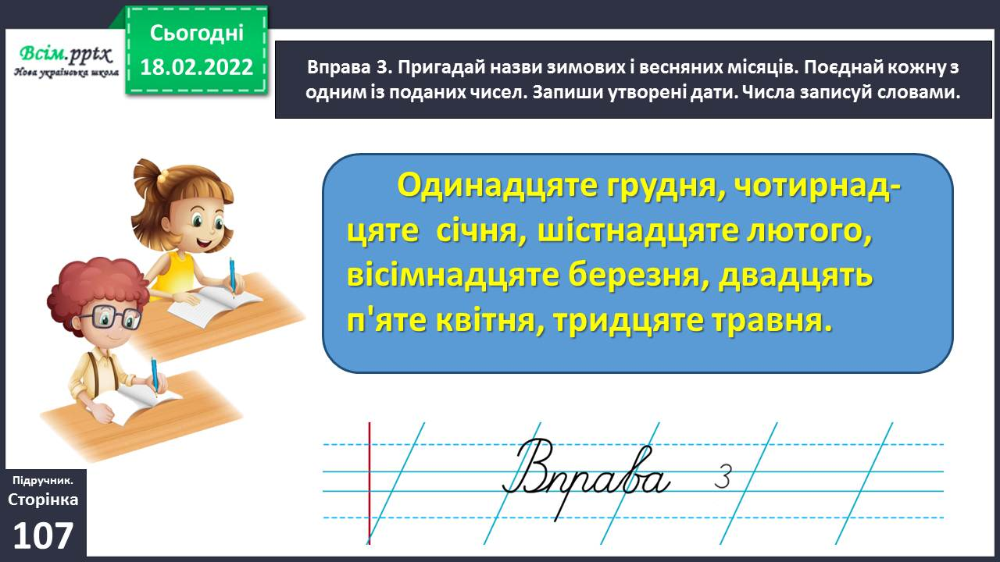 Сьогодні
18.02.2022
Всім.pptx
Нова українська школа
Вправа 3. Пригадай назви зимових і весняних місяців. Поєднай кожну з
одним із поданих чисел. Запиши утворені дати. Числа записуй словами.
Одинадцяте грудня, чотирнад-
цяте січня, шістнадцяте лютого,
вісімнадцяте березня, двадцять
п'яте квітня, тридцяте травня.
Вправа 3
Підручник.
Сторінка
107